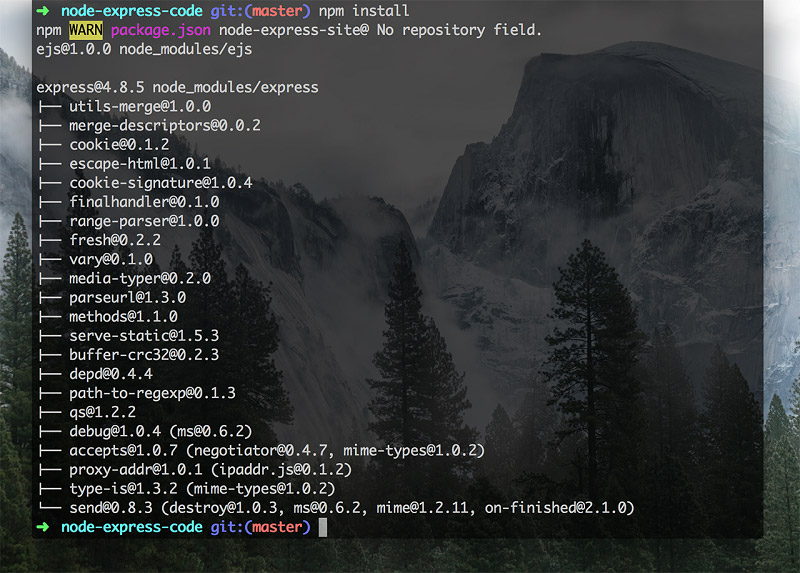 ➜ node-express-code git:(master) npm install
npm WARN package.json node-express-site@ No repository field.
ejs@1.0.0 node_modules/ejs

express@4.8.5 node_modules/express
├── utils-merge@1.0.0
├── merge-descriptors@0.0.2
├── cookie@0.1.2
├── escape-html@1.0.1
├── cookie-signature@1.0.4
├── finalhandler@0.1.0
├── range-parser@1.0.0
├── fresh@0.2.2
├── vary@0.1.0
├── media-typer@0.2.0
├── parseurl@1.3.0
├── methods@1.1.0
├── serve-static@1.5.3
├── buffer-crc32@0.2.3
├── depd@0.4.4
├── path-to-regexp@0.1.3
├── qs@1.2.2
├── debug@1.0.4 (ms@0.6.2)
├── accepts@1.0.7 (negotiator@0.4.7, mime-types@1.0.2)
├── proxy-addr@1.0.1 (ipaddr.js@0.1.2)
├── type-is@1.3.2 (mime-types@1.0.2)
└── send@0.8.3 (destroy@1.0.3, ms@0.6.2, mime@1.2.11, on-finished@2.1.0)
➜ node-express-code git:(master)